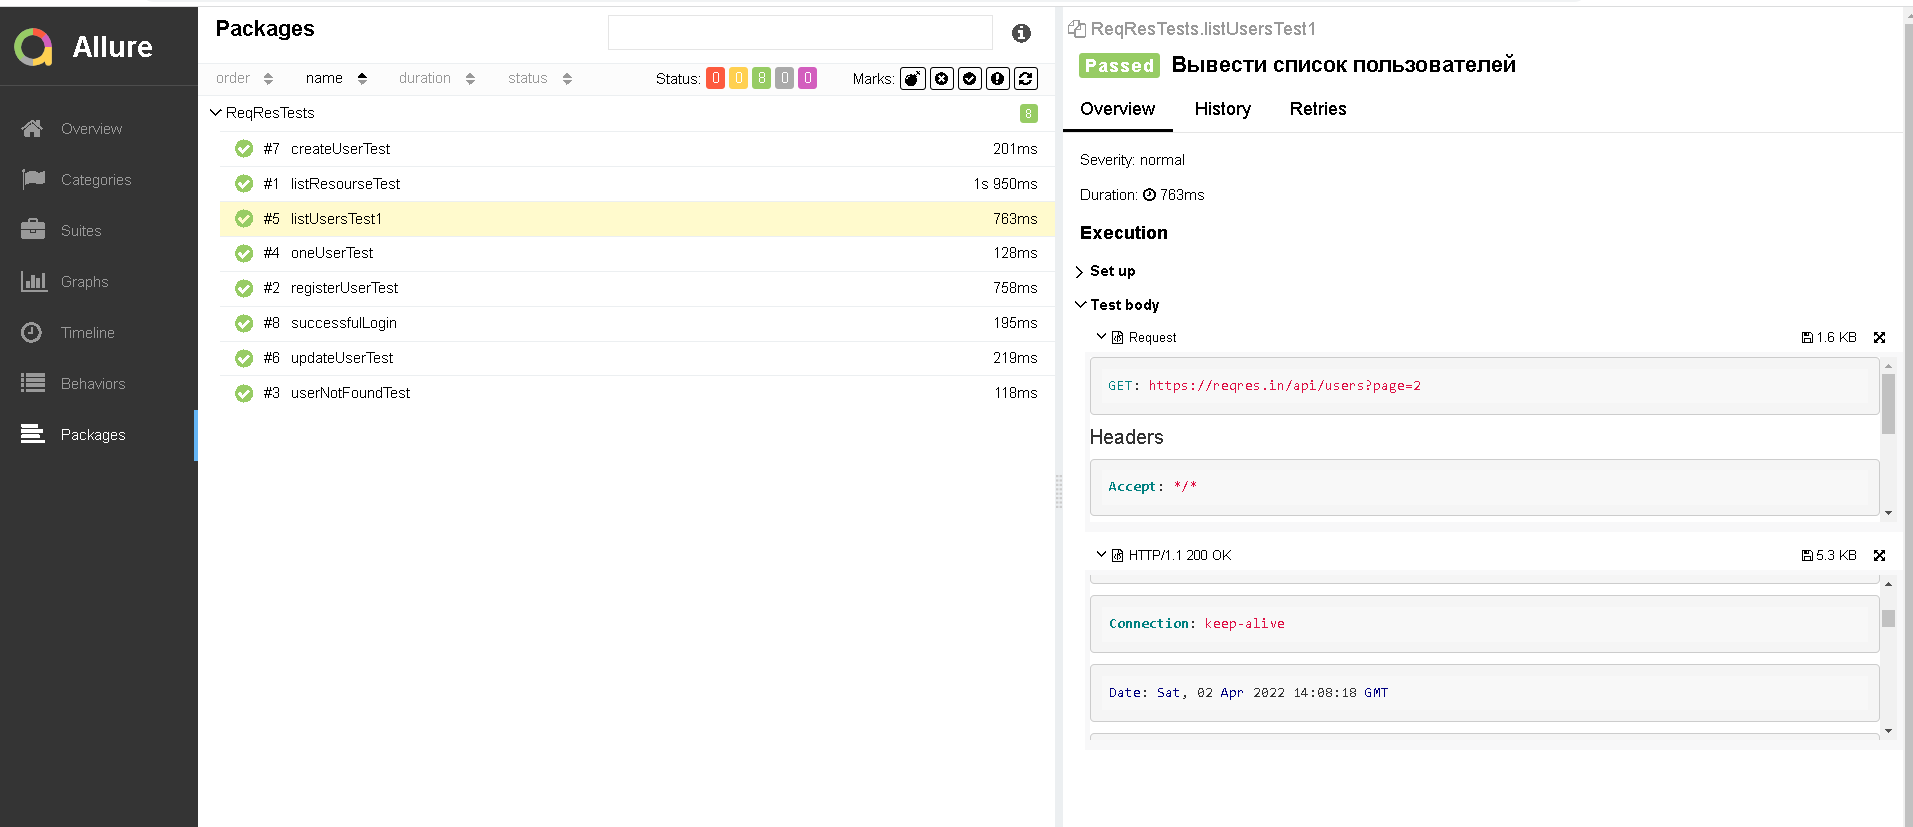 Allure
Overview
Categories
Suites
Graphs
Timeline
Behaviors
Packages
Packages
order name duration status Status: 0 0 8 0 0 Marks:
ReqResTests 8
#7 createUserTest 201ms
#1 listResourseTest 1s 950ms
#5 listUsersTest1 763ms
#4 oneUserTest 128ms
#2 registerUserTest 758ms
#8 successfulLogin 195ms
#6 updateUserTest 219ms
#3 userNotFoundTest 118ms
ReqResTests.listUsersTest1
Passed Вывести список пользователей
Overview History Retries
Severity: normal
Duration: 763ms
Execution
Set up
Test body
Request 1.6 KB
GET: https://reqres.in/api/users?page=2
Headers
Accept: */*
HTTP/1.1 200 OK 5.3 KB
Connection: keep-alive
Date: Sat, 02 Apr 2022 14:08:18 GMT